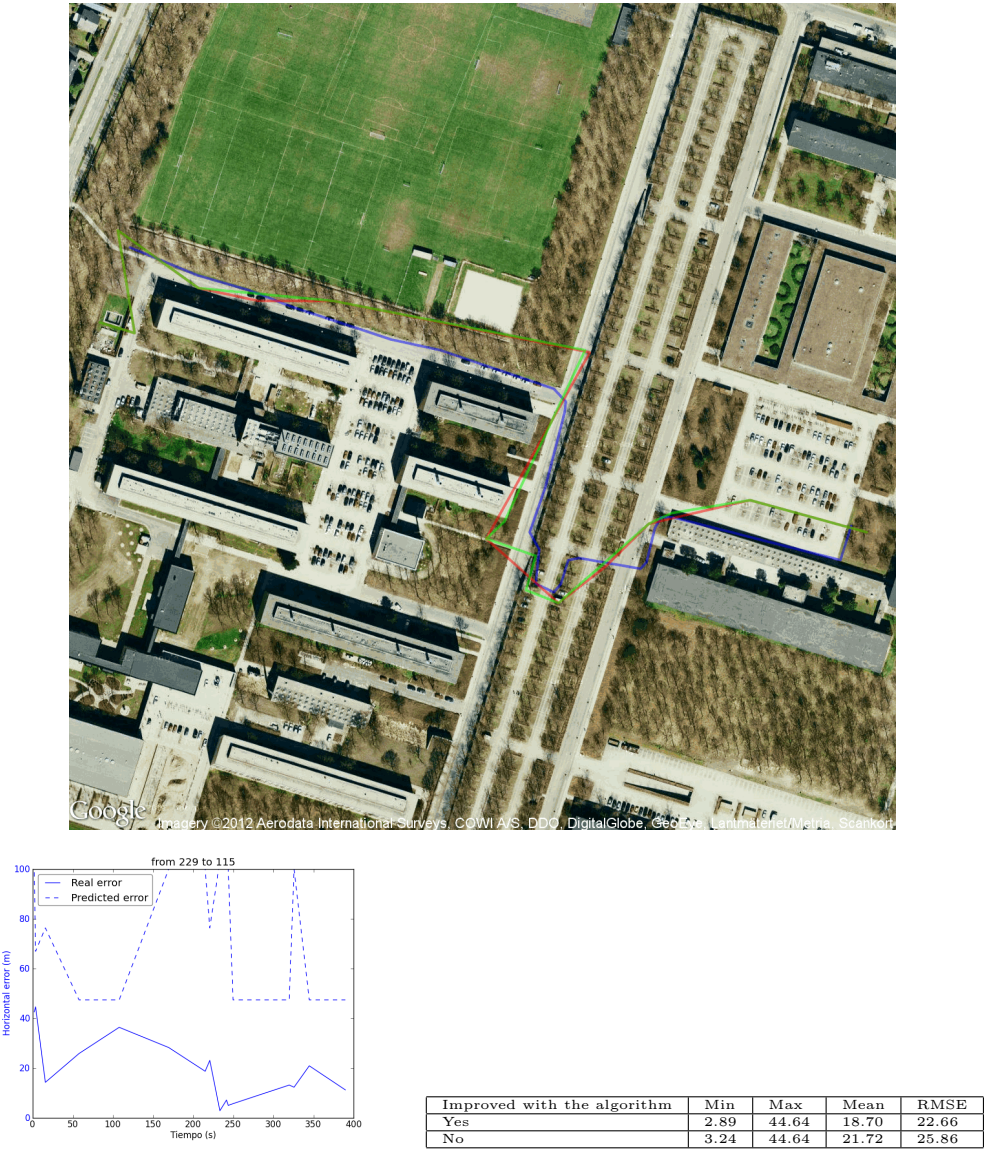 Google
Imagery ©2012 Aerodata International Surveys, COWI A/S, DDO, DigitalGlobe, GeoEye, Lantmäteriet/Metria, Scankort
from 229 to 115
Real error
Predicted error
100
80
60
40
20
0
Horizontal error (m)
0 50 100 150 200 250 300 350 400
Tiempo (s)
Improved with the algorithm Min Max Mean RMSE
Yes 2.89 44.64 18.70 22.66
No 3.24 44.64 21.72 25.86